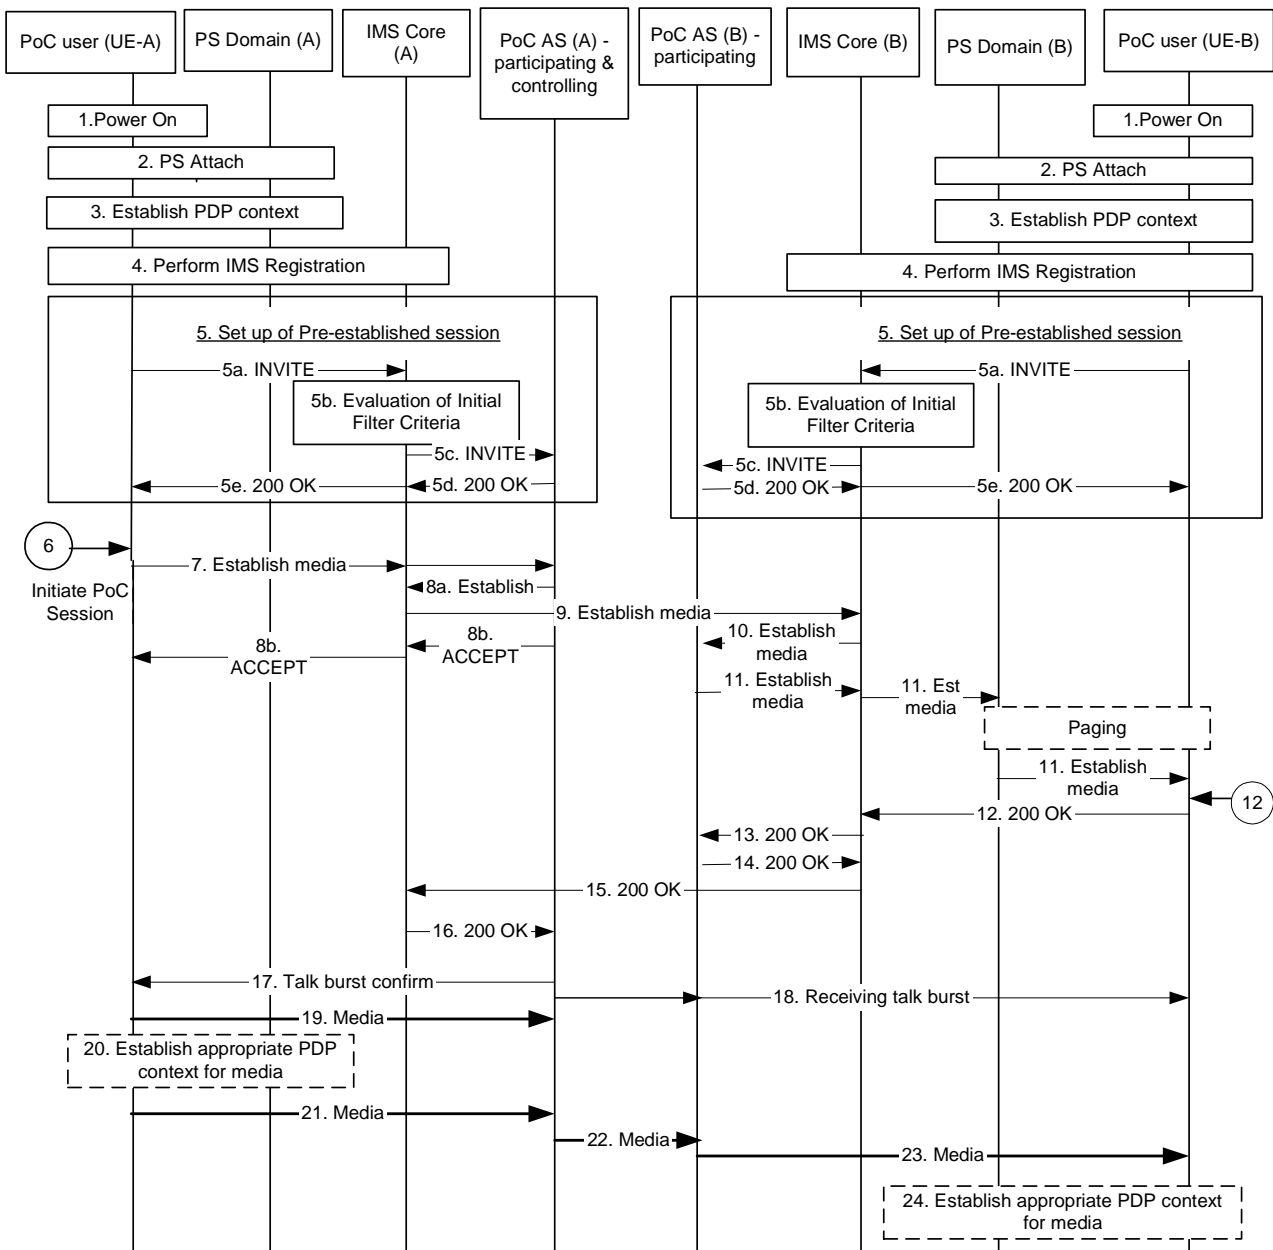 PoC user (UE-A)
PS Domain (A)
IMS Core
(A)
PoC AS (A) -
participating &
controlling
PoC AS (B) -
participating
IMS Core (B)
PS Domain (B)
PoC user (UE-B)
1.Power On
1.Power On
2. PS Attach
2. PS Attach
3. Establish PDP context
3. Establish PDP context
4. Perform IMS Registration
4. Perform IMS Registration
5. Set up of Pre-established session
5. Set up of Pre-established session
5a. INVITE
5a. INVITE
5b. Evaluation of Initial
Filter Criteria
5b. Evaluation of Initial
Filter Criteria
5c. INVITE
5c. INVITE
5e. 200 OK
5d. 200 OK
5d. 200 OK
5e. 200 OK
6
Initiate PoC
Session
7. Establish media
8a. Establish
9. Establish media
8b.
ACCEPT
8b.
ACCEPT
10. Establish
media
11. Establish
media
11. Est
media
Paging
11. Establish
media
12
12. 200 OK
13. 200 OK
14. 200 OK
15. 200 OK
16. 200 OK
17. Talk burst confirm
18. Receiving talk burst
19. Media
20. Establish appropriate PDP
context for media
21. Media
22. Media
23. Media
24. Establish appropriate PDP context
for media